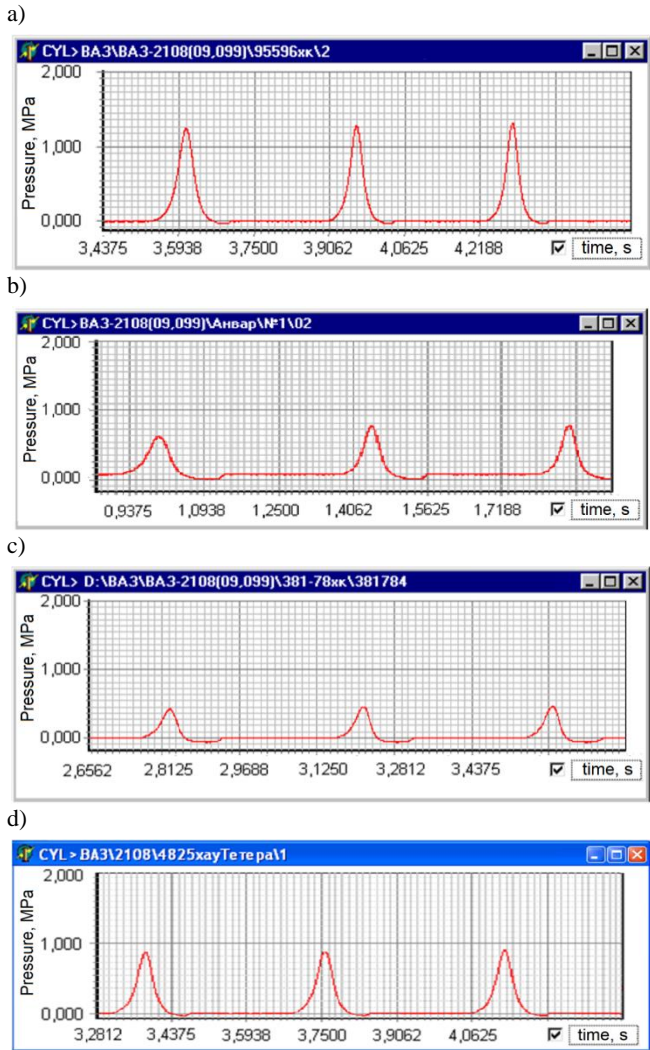 a)
CYL> ВАЗ\ВАЗ-2108(09,099)\95596хк\2
2,000
1,000
0,000
Pressure, MPa
3,4375 3,5938 3,7500 3,9062 4,0625 4,2188 time, s
b)
CYL>ВАЗ-2108(09,099)\Анвар\№1\02
2,000
1,000
0,000
Pressure, MPa
0,9375 1,0938 1,2500 1,4062 1,5625 1,7188 time, s
c)
CYL> D:\ВАЗ\ВАЗ-2108(09,099)\381-78хк\381784
2,000
1,000
0,000
Pressure, MPa
2,6562 2,8125 2,9688 3,1250 3,2812 3,4375 time, s
d)
CYL> ВАЗ\2108\4825хауТетера\1
2,000
1,000
0,000
Pressure, MPa
3,2812 3,4375 3,5938 3,7500 3,9062 4,0625 time, s